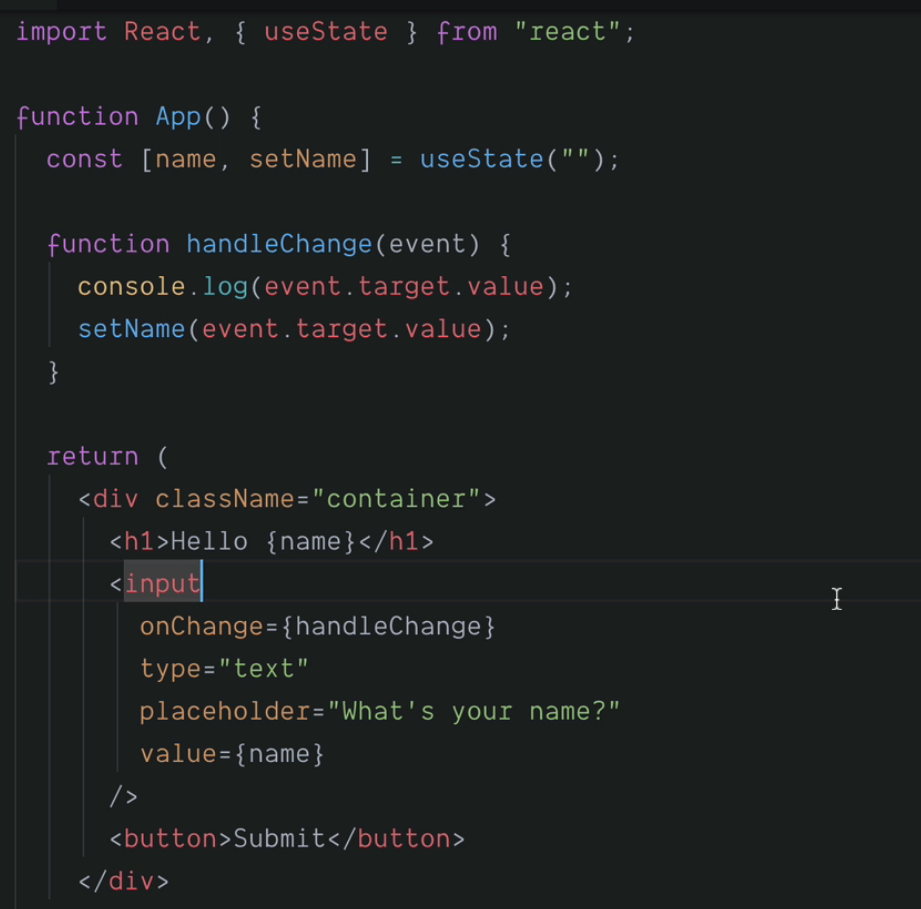 import React, { useState } from "react";
function App() {
const [name, setName] = useState("");
function handleChange(event) {
console.log(event.target.value);
setName(event.target.value);
}
return (
<div className="container">
<h1>Hello {name}</h1>
<input
onChange={handleChange}
type="text"
placeholder="What's your name?"
value={name}
/>
<button>Submit</button>
</div>